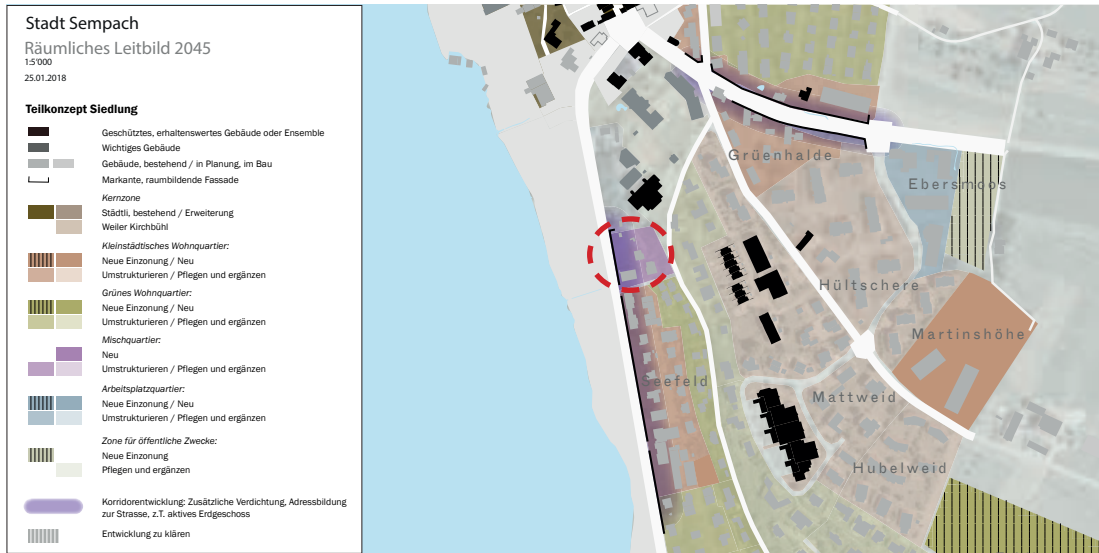 Stadt Sempach
Räumliches Leitbild 2045
1:5'000
25.01.2018
Teilkonzept Siedlung
Geschütztes, erhaltenswertes Gebäude oder Ensemble
Wichtiges Gebäude
Gebäude, bestehend / in Planung, im Bau
Markante, raumbildende Fassade
Kernzone
Städtli, bestehend / Erweiterung
Weiler Kirchbühl
Kleinstädtisches Wohnquartier:
Neue Einzonung / Neu
Umstrukturieren / Pflegen und ergänzen
Grünes Wohnquartier:
Neue Einzonung / Neu
Umstrukturieren / Pflegen und ergänzen
Mischquartier:
Neu
Umstrukturieren / Pflegen und ergänzen
Arbeitsplatzquartier:
Neue Einzonung / Neu
Umstrukturieren / Pflegen und ergänzen
Zone für öffentliche Zwecke:
Neue Einzonung
Pflegen und ergänzen
Korridorentwicklung: Zusätzliche Verdichtung, Adressbildung
zur Strasse, z.T. aktives Erdgeschoss
Entwicklung zu klären
Grüenhalde
Ebersmoos
Hültschere
Martinshöhe
Seefeld
Mattweid
Hubelweid